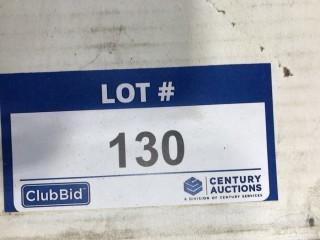 LOT #
130
ClubBid
CENTURY
AUCTIONS
A DIVISION OF CENTURY SERVICES